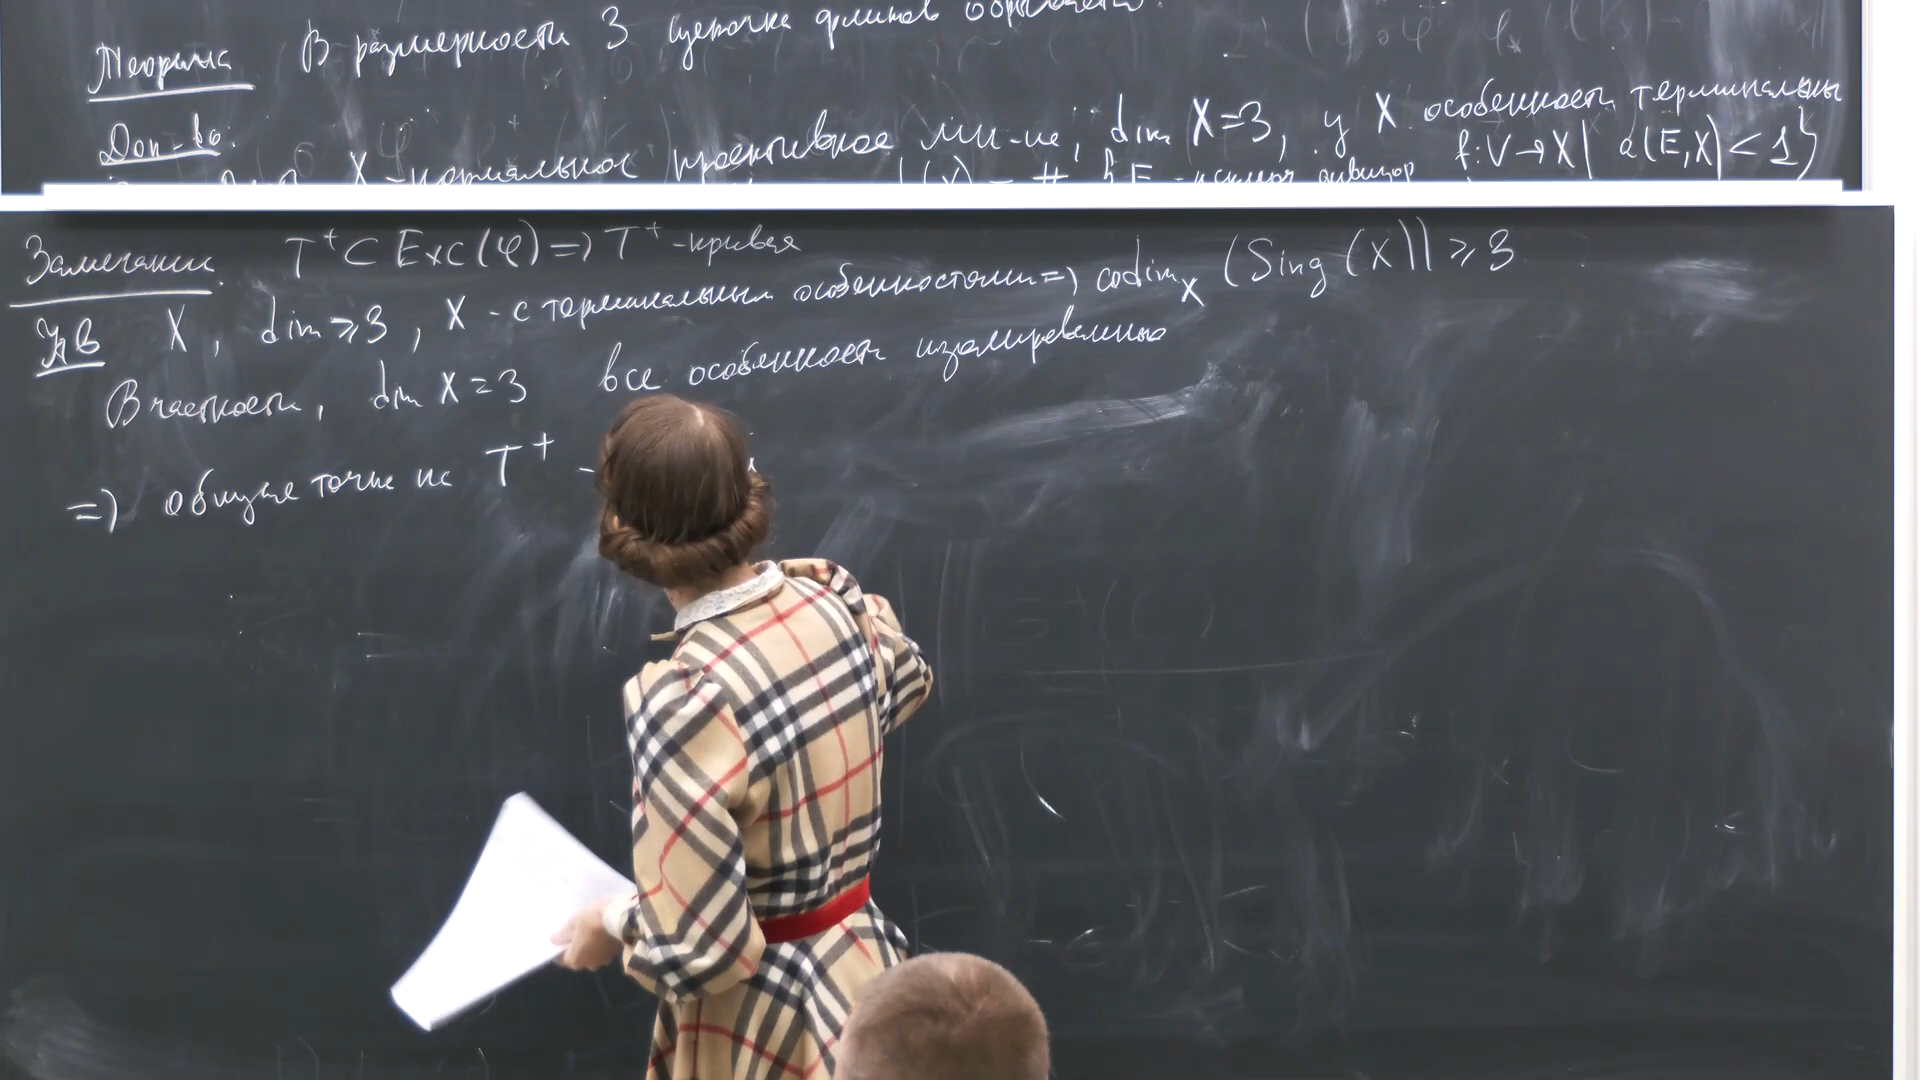 Теорема В размерности 3 цепочка флипов обрывается.
Док-во.
X - нормальное проективное мн-ие, dim X=3, у X особенности терминальны
d(X) = # { E - исключ. дивизор f: V → X | a(E,X) < 1 }
Замечание. T⁺ ⊂ Exc(φ) => T⁺ - кривая
УВ X, dim ≥ 3, X - с терминальными особенностями => codim_X (Sing(X)) ≥ 3
В частности, dim X = 3 все особенности изолированные
=> общие точки на T⁺ -